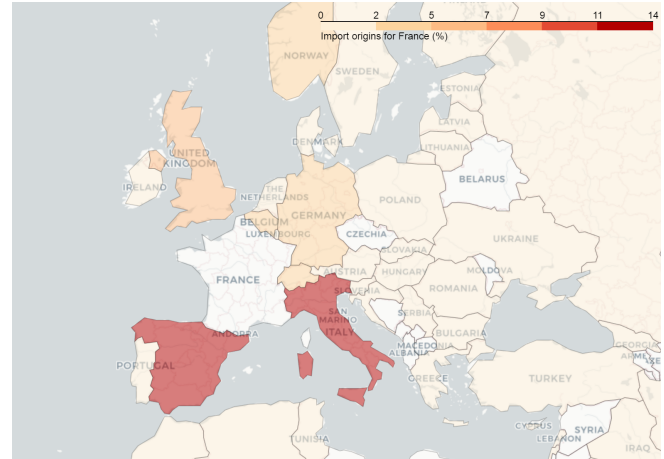 0 2 5 7 9 11 14
Import origins for France (%)
NORWAY
SWEDEN
ESTONIA
LATVIA
DENMARK
LITHUANIA
UNITED
KINGDOM
IRELAND
THE
NETHERLANDS
BELARUS
POLAND
BELGIUM
GERMANY
LUXEMBOURG
CZECHIA
UKRAINE
SLOVAKIA
FRANCE
AUSTRIA
HUNGARY
MOLDOVA
SLOVENIA
ROMANIA
SAN
MARINO
SERBIA
ITALY
ANDORRA
BULGARIA
MACEDONIA
ALBANIA
GEORGIA
PORTUGAL
GREECE
TURKEY
CYPRUS
SYRIA
LEBANON
TUNISIA
IRAQ